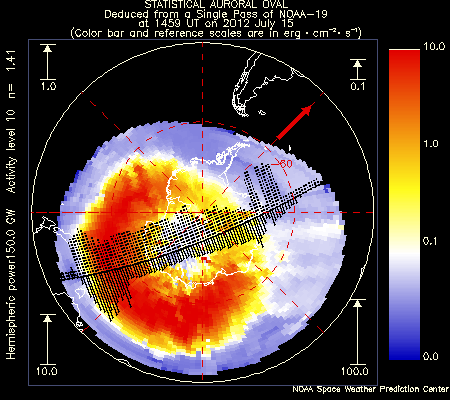 STATISTICAL AURORAL OVAL
Deduced from a Single Pass of NOAA-19
at 1459 UT on 2012 July 15
(Color bar and reference scales are in erg · cm⁻² · s⁻¹)
1.0
0.1
10.0
1.0
0.1
0.0
-60
Hemispheric power150.0 GW Activity level 10 n= 1.41
10.0
100.0
NOAA Space Weather Prediction Center